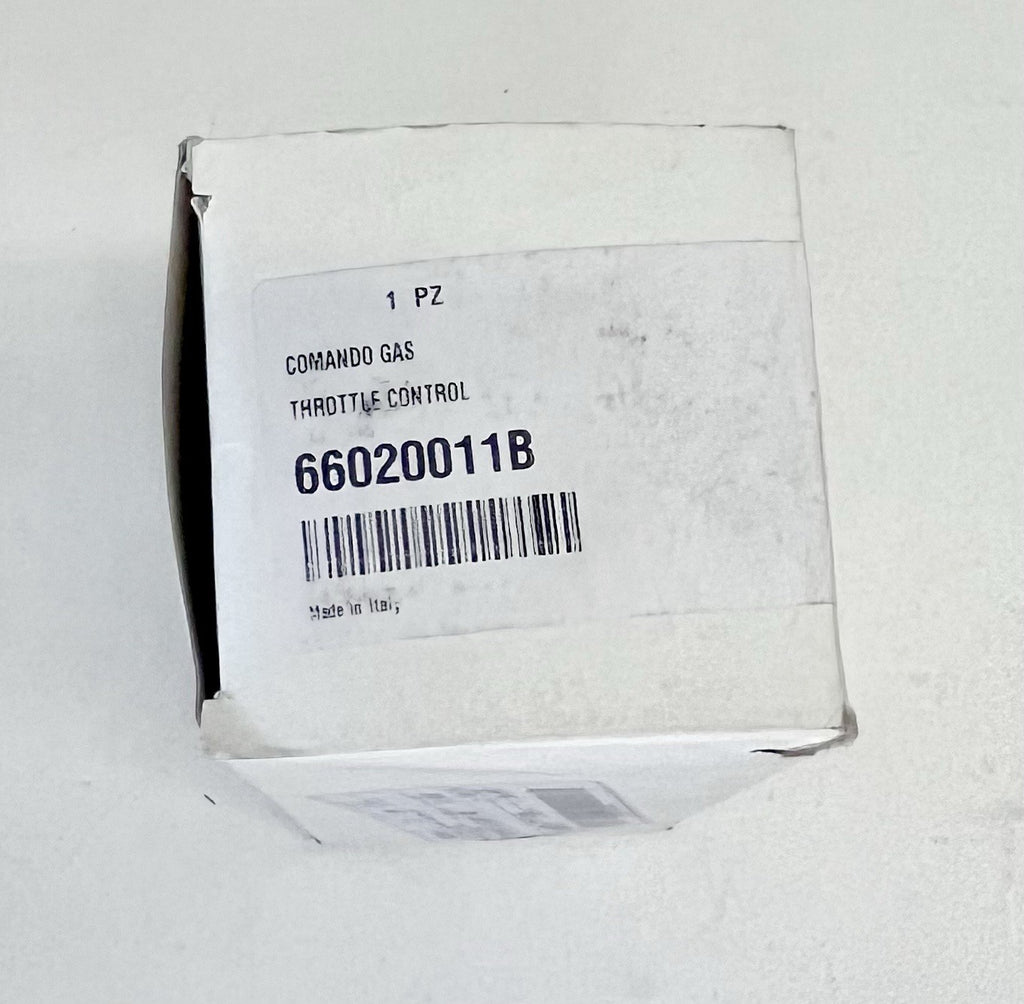 1 PZ
COMANDO GAS
THROTTLE CONTROL
66020011B
Made in Italy